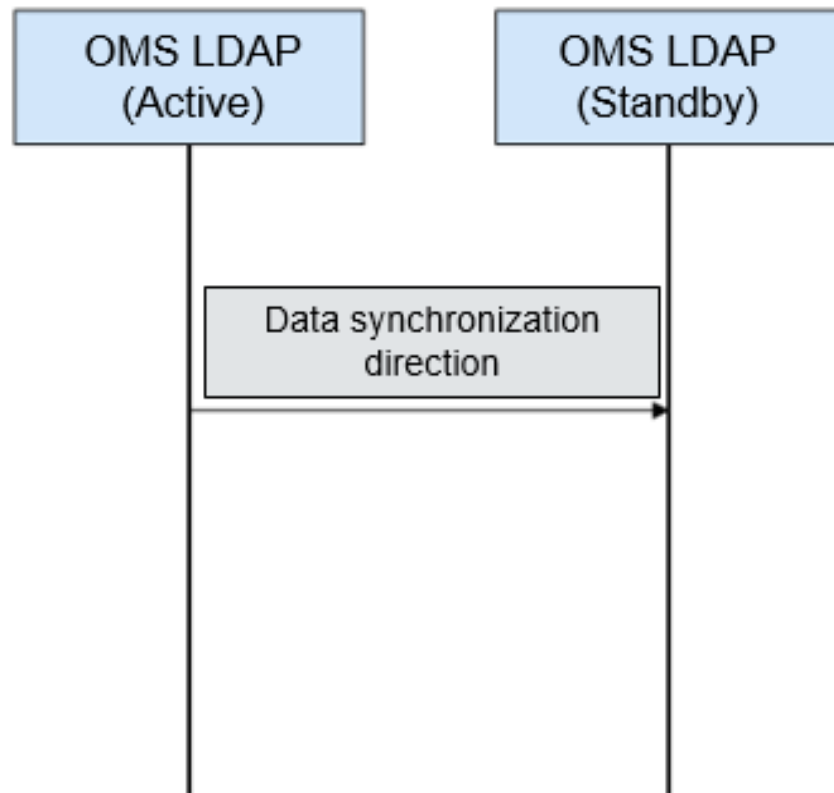 OMS LDAP
(Active)
OMS LDAP
(Standby)
Data synchronization
direction